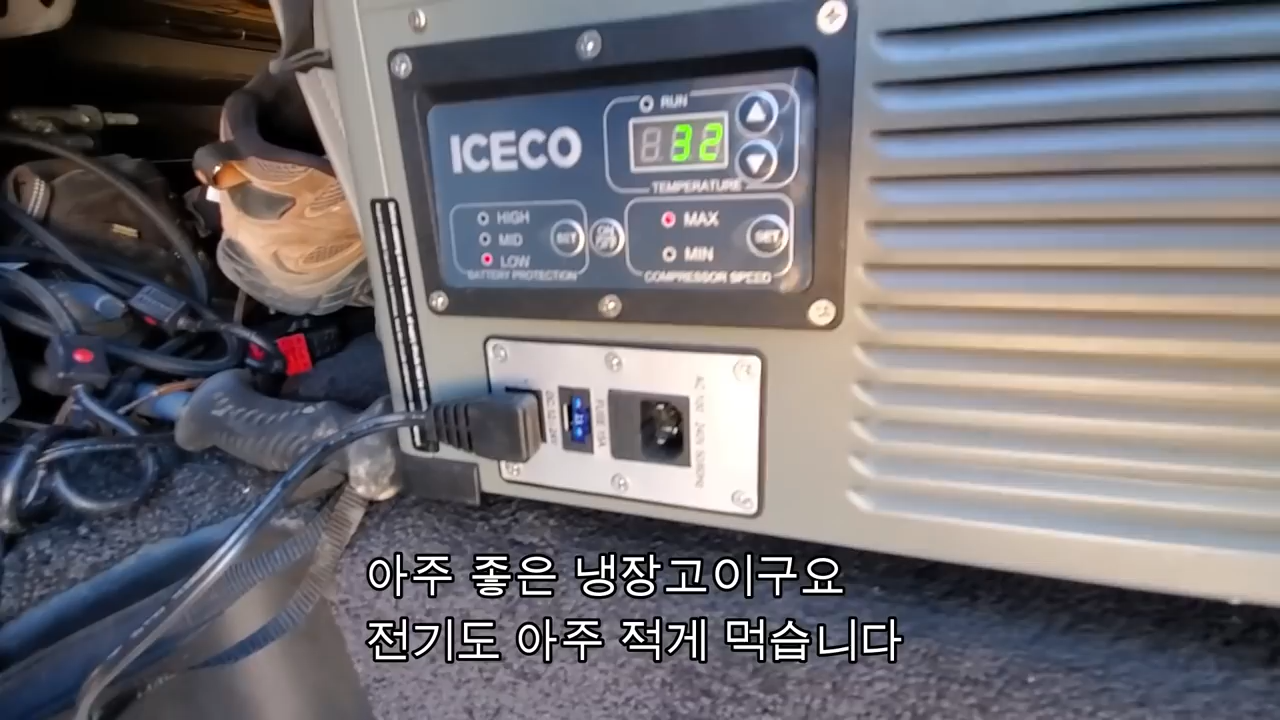 RUN
ICECO
32
TEMPERATURE
HIGH
MID
LOW
SET
ON
OFF
BATTERY PROTECTION
MAX
MIN
SET
COMPRESSOR SPEED
FUSE 15A
아주 좋은 냉장고이구요
전기도 아주 적게 먹습니다